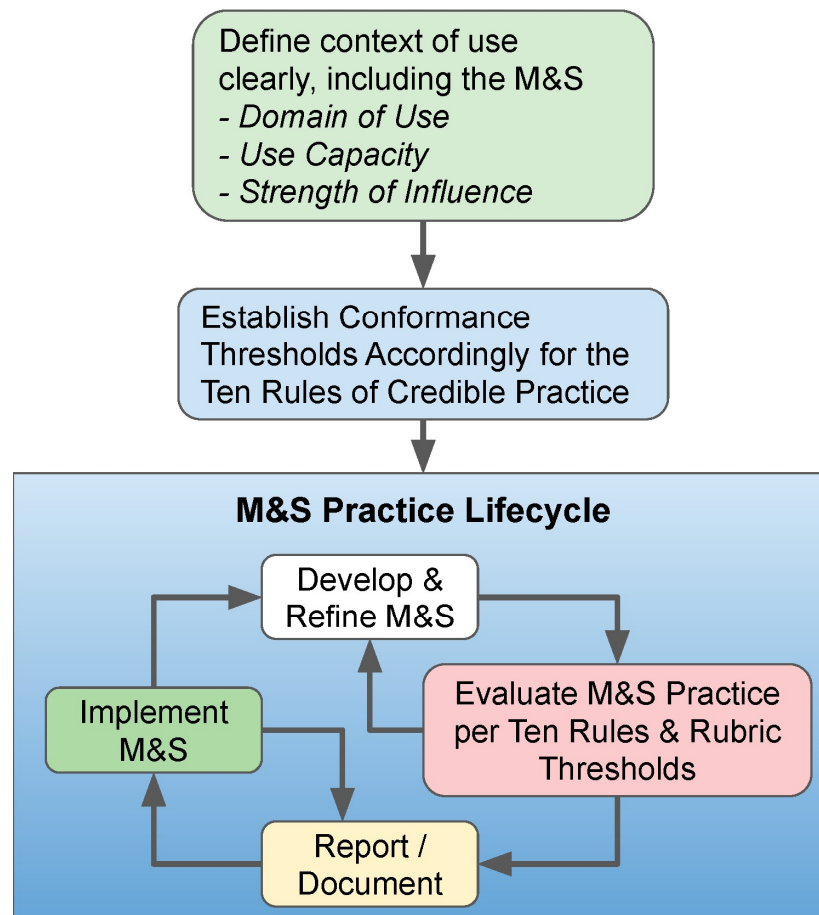 Define context of use
clearly, including the M&S
- Domain of Use
- Use Capacity
- Strength of Influence
Establish Conformance
Thresholds Accordingly for the
Ten Rules of Credible Practice
M&S Practice Lifecycle
Develop &
Refine M&S
Evaluate M&S Practice
per Ten Rules & Rubric
Thresholds
Implement
M&S
Report /
Document